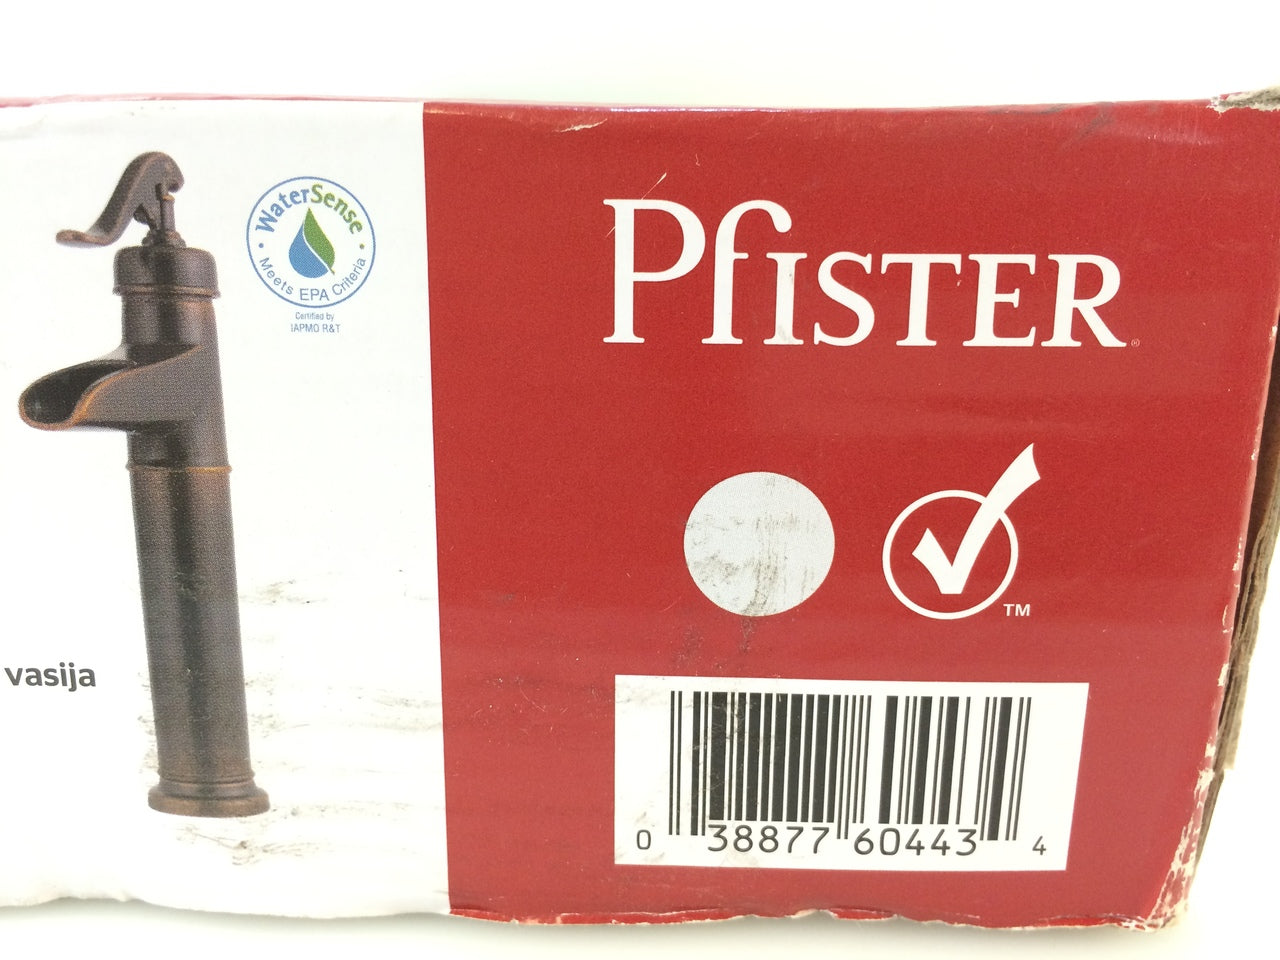 WaterSense
Meets EPA Criteria
Certified by
IAPMO R&T
vasija
PfISTER®
TM
0 38877 60443 4